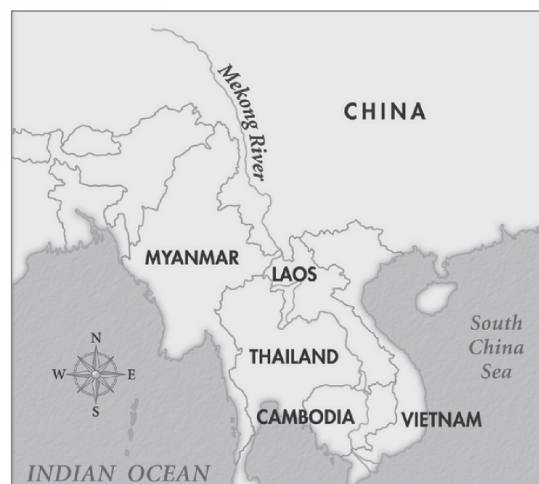 Mekong River
CHINA
MYANMAR
LAOS
South
China
Sea
THAILAND
N
W E
S
CAMBODIA
VIETNAM
INDIAN OCEAN